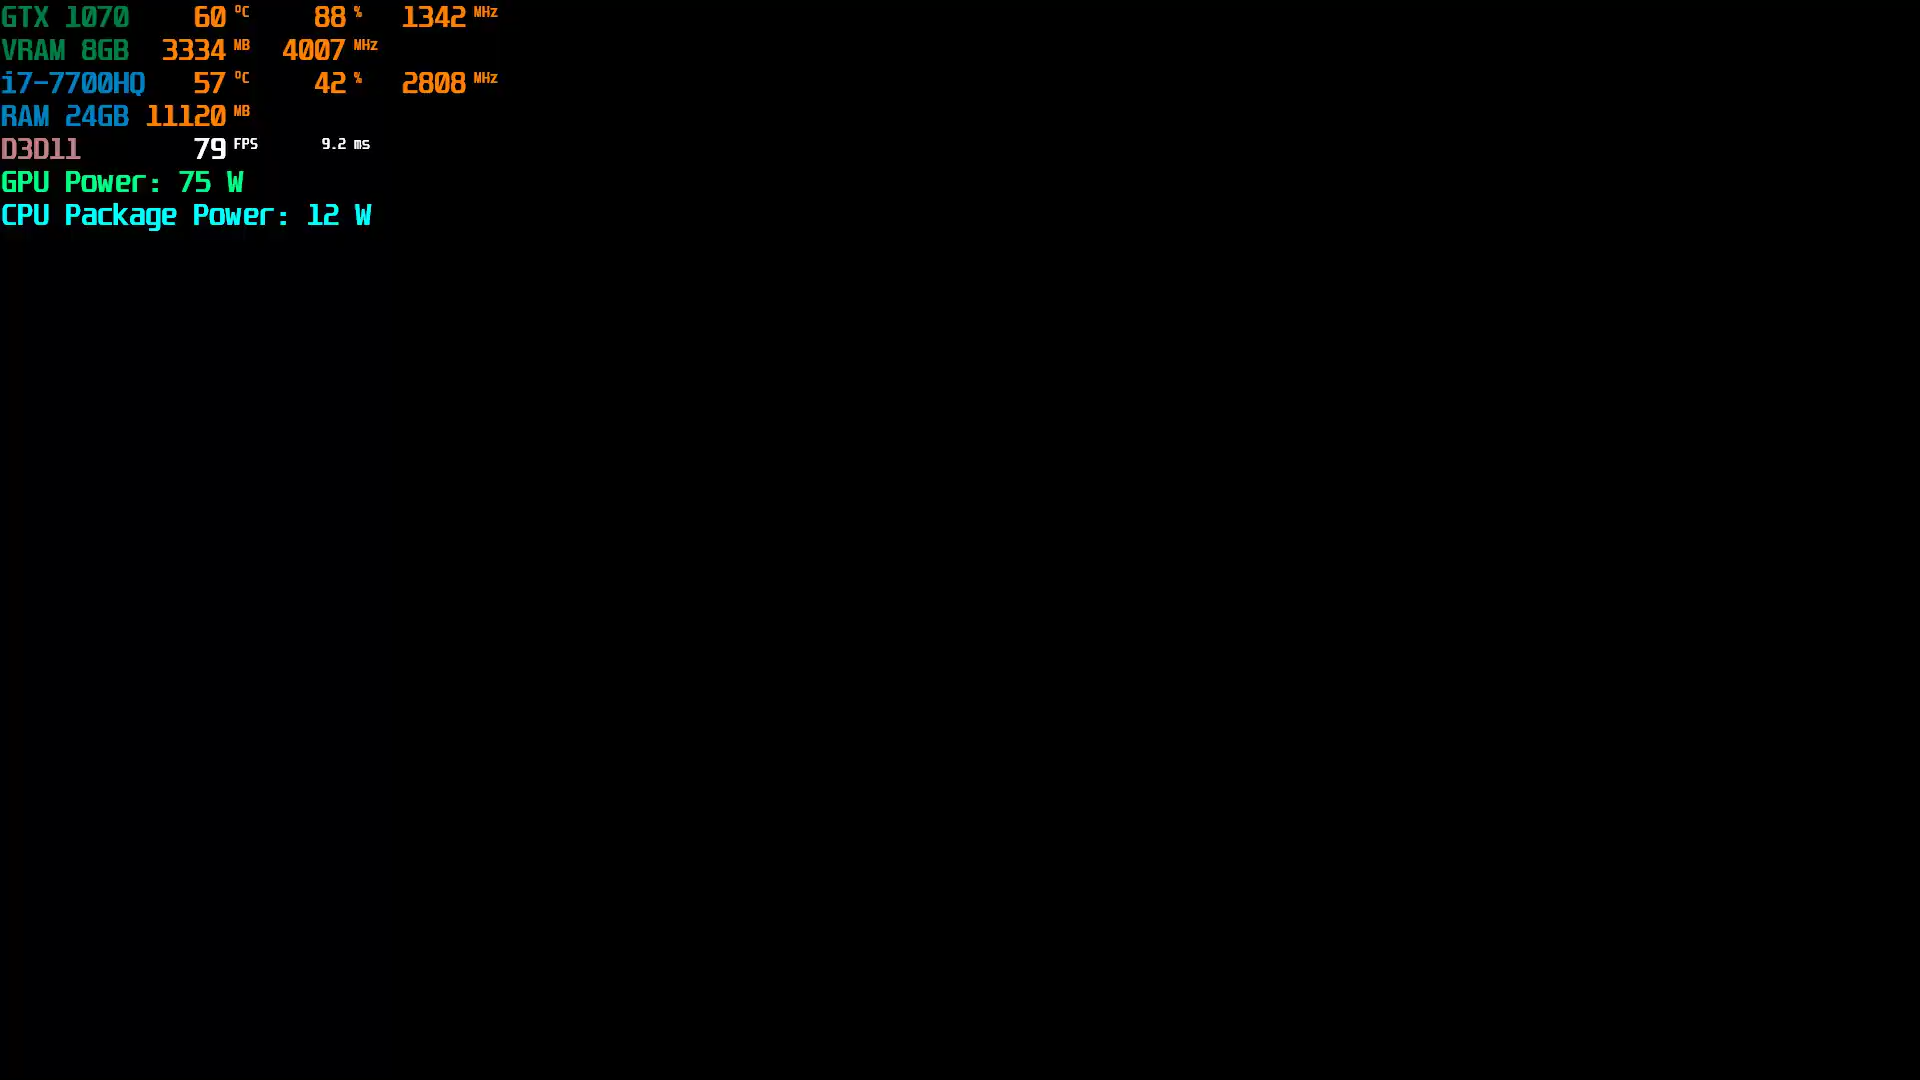 GTX 1070 60 °C 88 % 1342 MHz
VRAM 8GB 3334 MB 4007 MHz
i7-7700HQ 57 °C 42 % 2808 MHz
RAM 24GB 11120 MB
D3D11 79 FPS 9.2 ms
GPU Power: 75 W
CPU Package Power: 12 W